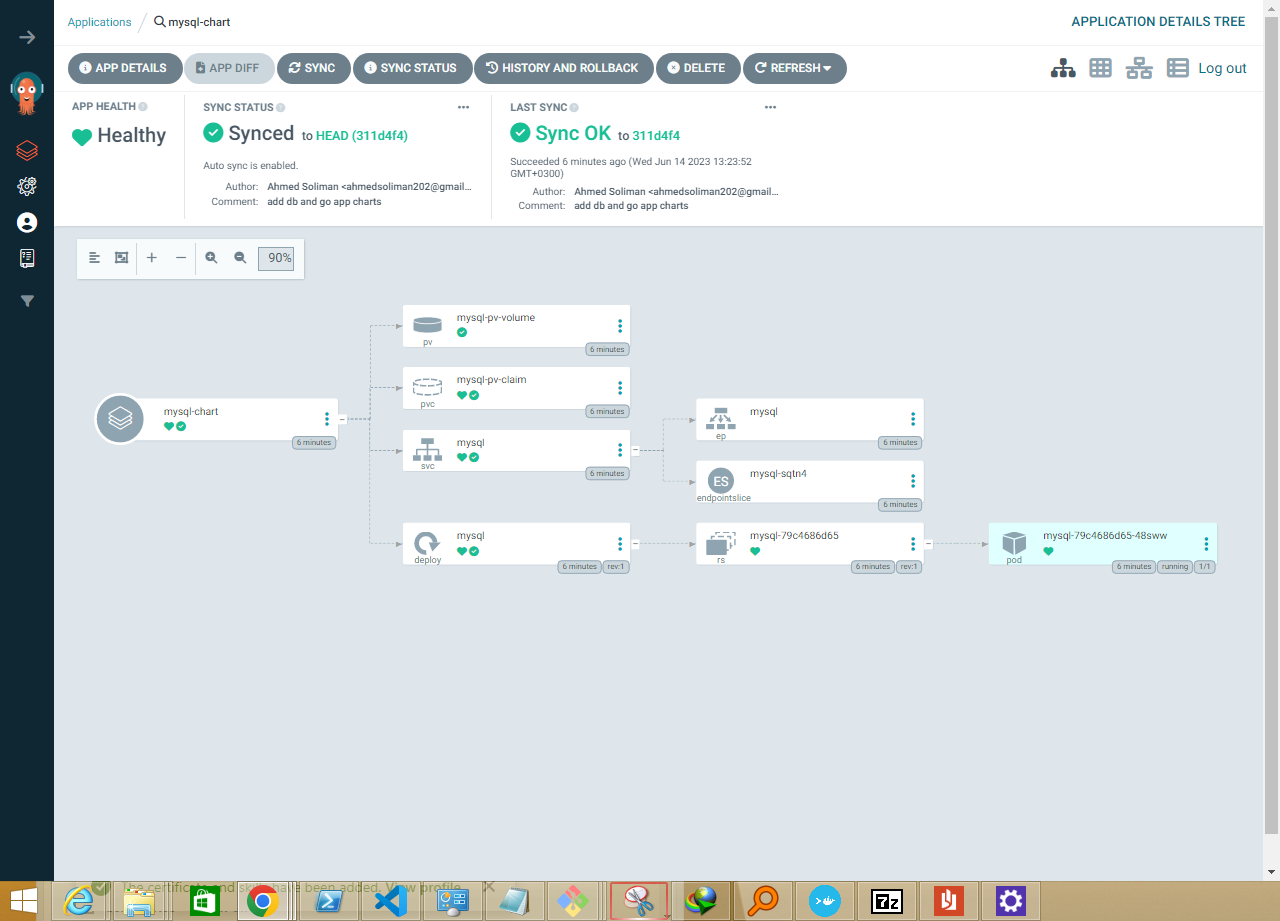 Applications / mysql-chart
APPLICATION DETAILS TREE
APP DETAILS
APP DIFF
SYNC
SYNC STATUS
HISTORY AND ROLLBACK
DELETE
REFRESH
Log out
APP HEALTH
Healthy
SYNC STATUS
Synced to HEAD (311d4f4)
Auto sync is enabled.
Author: Ahmed Soliman <ahmedsoliman202@gmail...
Comment: add db and go app charts
LAST SYNC
Sync OK to 311d4f4
Succeeded 6 minutes ago (Wed Jun 14 2023 13:23:52
GMT+0300)
Author: Ahmed Soliman <ahmedsoliman202@gmail...
Comment: add db and go app charts
90%
mysql-chart
6 minutes
mysql-pv-volume
pv
6 minutes
mysql-pv-claim
pvc
6 minutes
mysql
svc
6 minutes
mysql
deploy
6 minutes
rev:1
mysql
ep
6 minutes
ES
mysql-sqtn4
endpointslice
6 minutes
mysql-79c4686d65
rs
6 minutes
rev:1
mysql-79c4686d65-48sww
pod
6 minutes
running
1/1
The certificate and skills have been added. View profile
7z